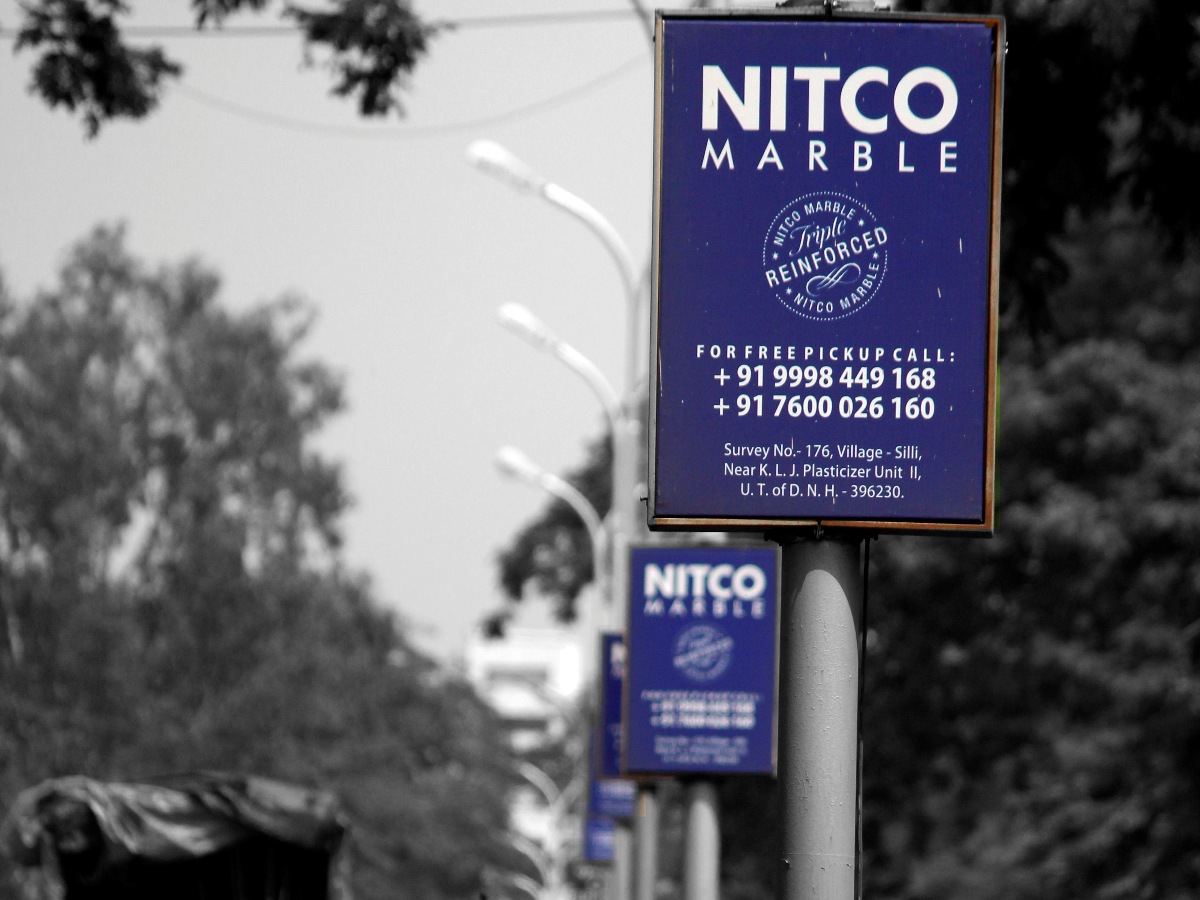 NITCO
MARBLE
NITCO MARBLE
Triple
REINFORCED
NITCO MARBLE
FOR FREE PICKUP CALL:
+ 91 9998 449 168
+ 91 7600 026 160
Survey No.- 176, Village - Silli,
Near K. L. J. Plasticizer Unit II,
U. T. of D. N. H. - 396230.
NITCO
MARBLE